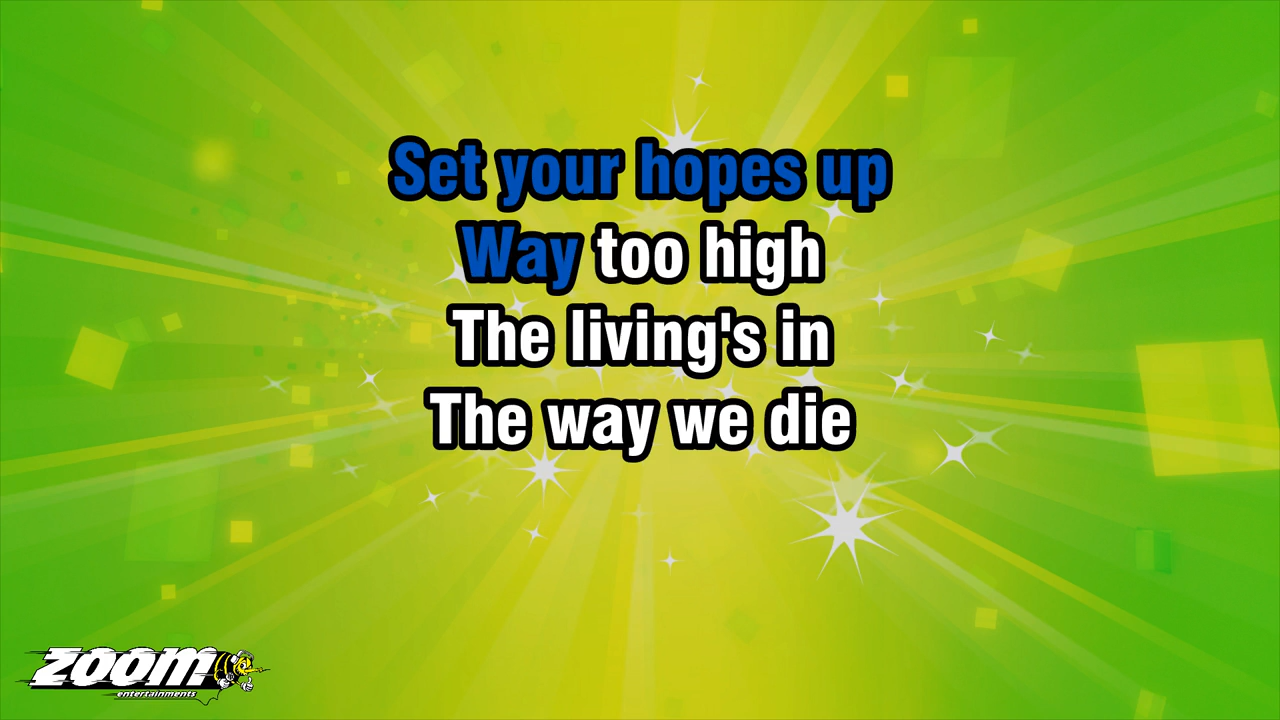 Set your hopes up
Way too high
The living's in
The way we die
zoom
entertainments